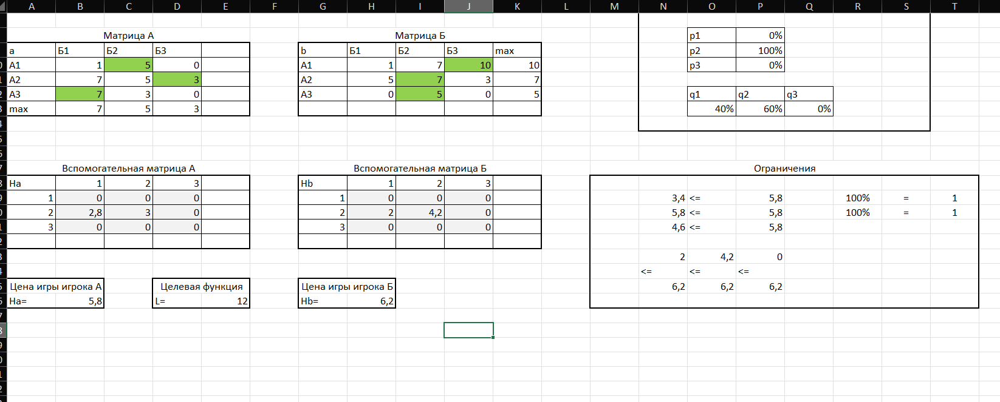 A B C D E F G H I J K L M N O P Q R S T
Матрица А Матрица Б p1 0%
a Б1 Б2 Б3 b Б1 Б2 Б3 max p2 100%
A1 1 5 0 A1 1 7 10 10 p3 0%
A2 7 5 3 A2 5 7 3 7
A3 7 3 0 A3 0 5 0 5 q1 q2 q3
max 7 5 3 40% 60% 0%
Вспомогательная матрица А Вспомогательная матрица Б Ограничения
Ha 1 2 3 Hb 1 2 3
1 0 0 0 1 0 0 0 3,4 <= 5,8 100% = 1
2 2,8 3 0 2 2 4,2 0 5,8 <= 5,8 100% = 1
3 0 0 0 3 0 0 0 4,6 <= 5,8
2 4,2 0
<= <= <=
Цена игры игрока А Целевая функция Цена игры игрока Б 6,2 6,2 6,2
Ha= 5,8 L= 12 Hb= 6,2